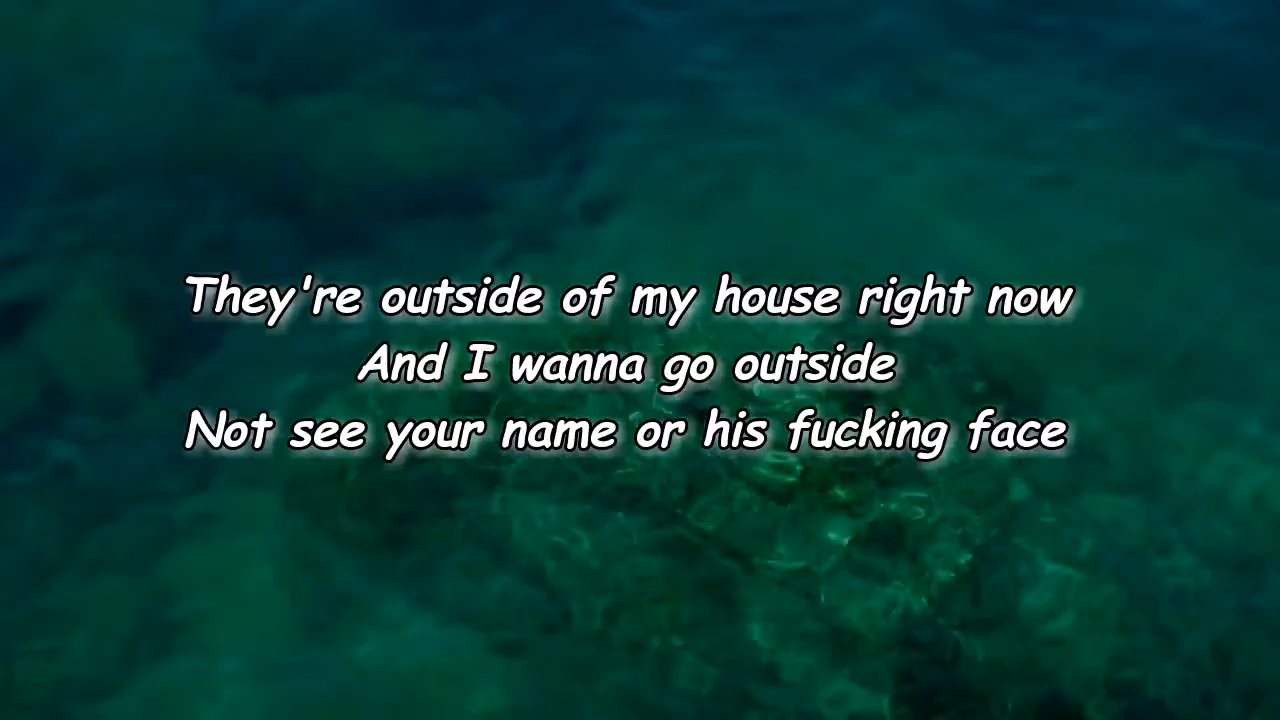 They're outside of my house right now
And I wanna go outside
Not see your name or his fucking face